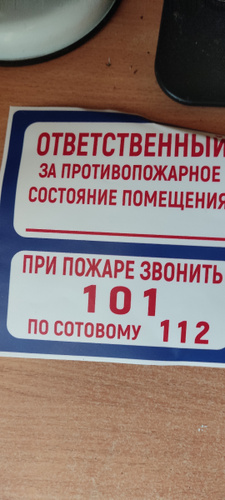 ОТВЕТСТВЕННЫЙ
ЗА ПРОТИВОПОЖАРНОЕ
СОСТОЯНИЕ ПОМЕЩЕНИЯ
ПРИ ПОЖАРЕ ЗВОНИТЬ
101
ПО СОТОВОМУ 112